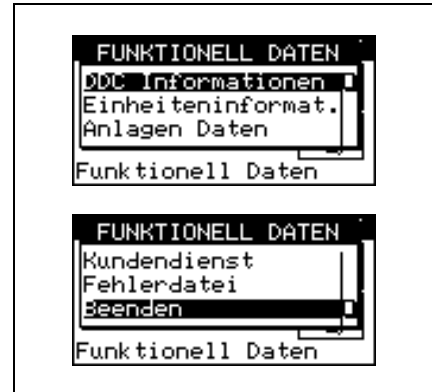 FUNKTIONELL DATEN
DDC Informationen
Einheiteninformat.
Anlagen Daten
Funktionell Daten
FUNKTIONELL DATEN
Kundendienst
Fehlerdatei
Beenden
Funktionell Daten